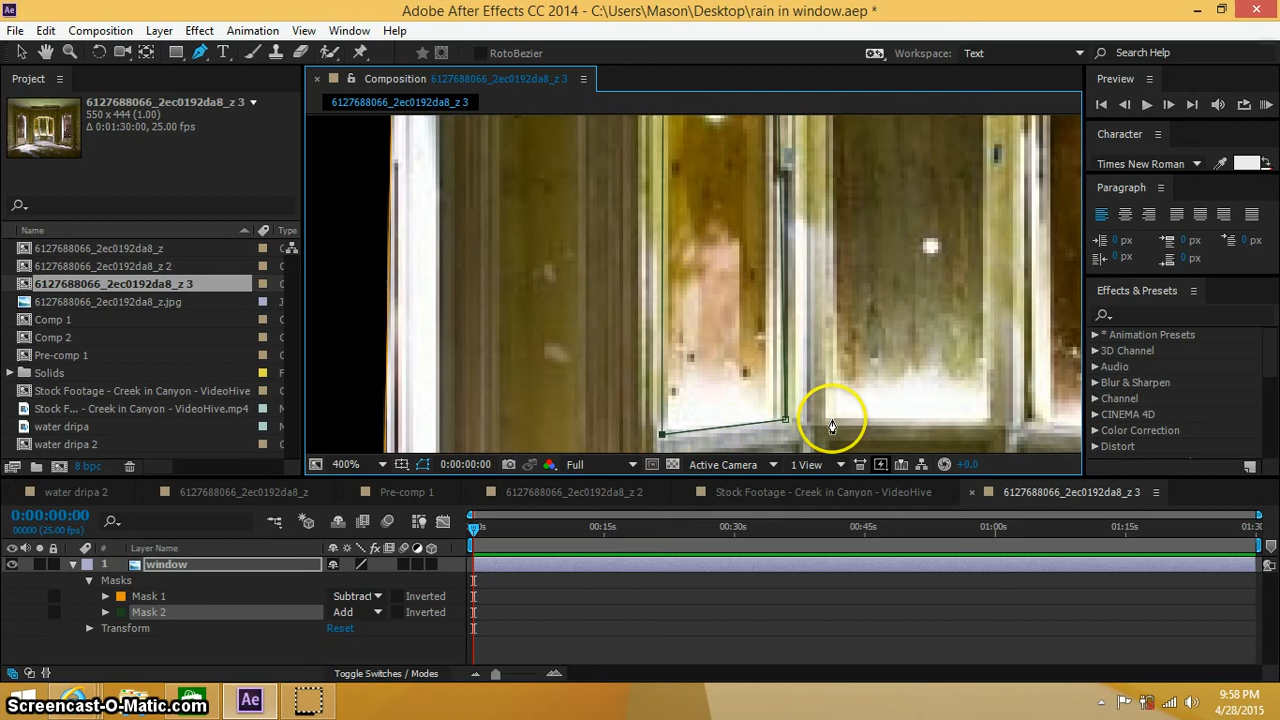 Adobe After Effects CC 2014 - C:\Users\Mason\Desktop\rain in window.aep *
File Edit Composition Layer Effect Animation View Window Help
RotoBezier
Workspace: Text
Search Help
Project
Composition 6127688066_2ec0192da8_z 3
6127688066_2ec0192da8_z 3
6127688066_2ec0192da8_z 3
550 x 444 (1.00)
Δ 0:01:30:00, 25.00 fps
Name Type
6127688066_2ec0192da8_z C
6127688066_2ec0192da8_z 2 C
6127688066_2ec0192da8_z 3 C
6127688066_2ec0192da8_z.jpg J
Comp 1 C
Comp 2 C
Pre-comp 1 C
Solids F
Stock Footage - Creek in Canyon - VideoHive C
Stock F... - Creek in Canyon - VideoHive.mp4
water dripa C
water dripa 2 C
8 bpc
400% 0:00:00:00 Full Active Camera 1 View +0.0
Preview
Character
Times New Roman
Paragraph
0 px 0 px 0 px
0 px 0 px
Effects & Presets
* Animation Presets
3D Channel
Audio
Blur & Sharpen
Channel
CINEMA 4D
Color Correction
Distort
water dripa 2 6127688066_2ec0192da8_z Pre-comp 1 6127688066_2ec0192da8_z 2 Stock Footage - Creek in Canyon - VideoHive 6127688066_2ec0192da8_z 3
0:00:00:00
00000 (25.00 fps)
00:15s 00:30s 00:45s 01:00s 01:15s 01:30
# Layer Name
1 window
Masks
Mask 1 Subtract Inverted
Mask 2 Add Inverted
Transform Reset
Toggle Switches / Modes
Screencast-O-Matic.com
Ae
9:58 PM
4/28/2015